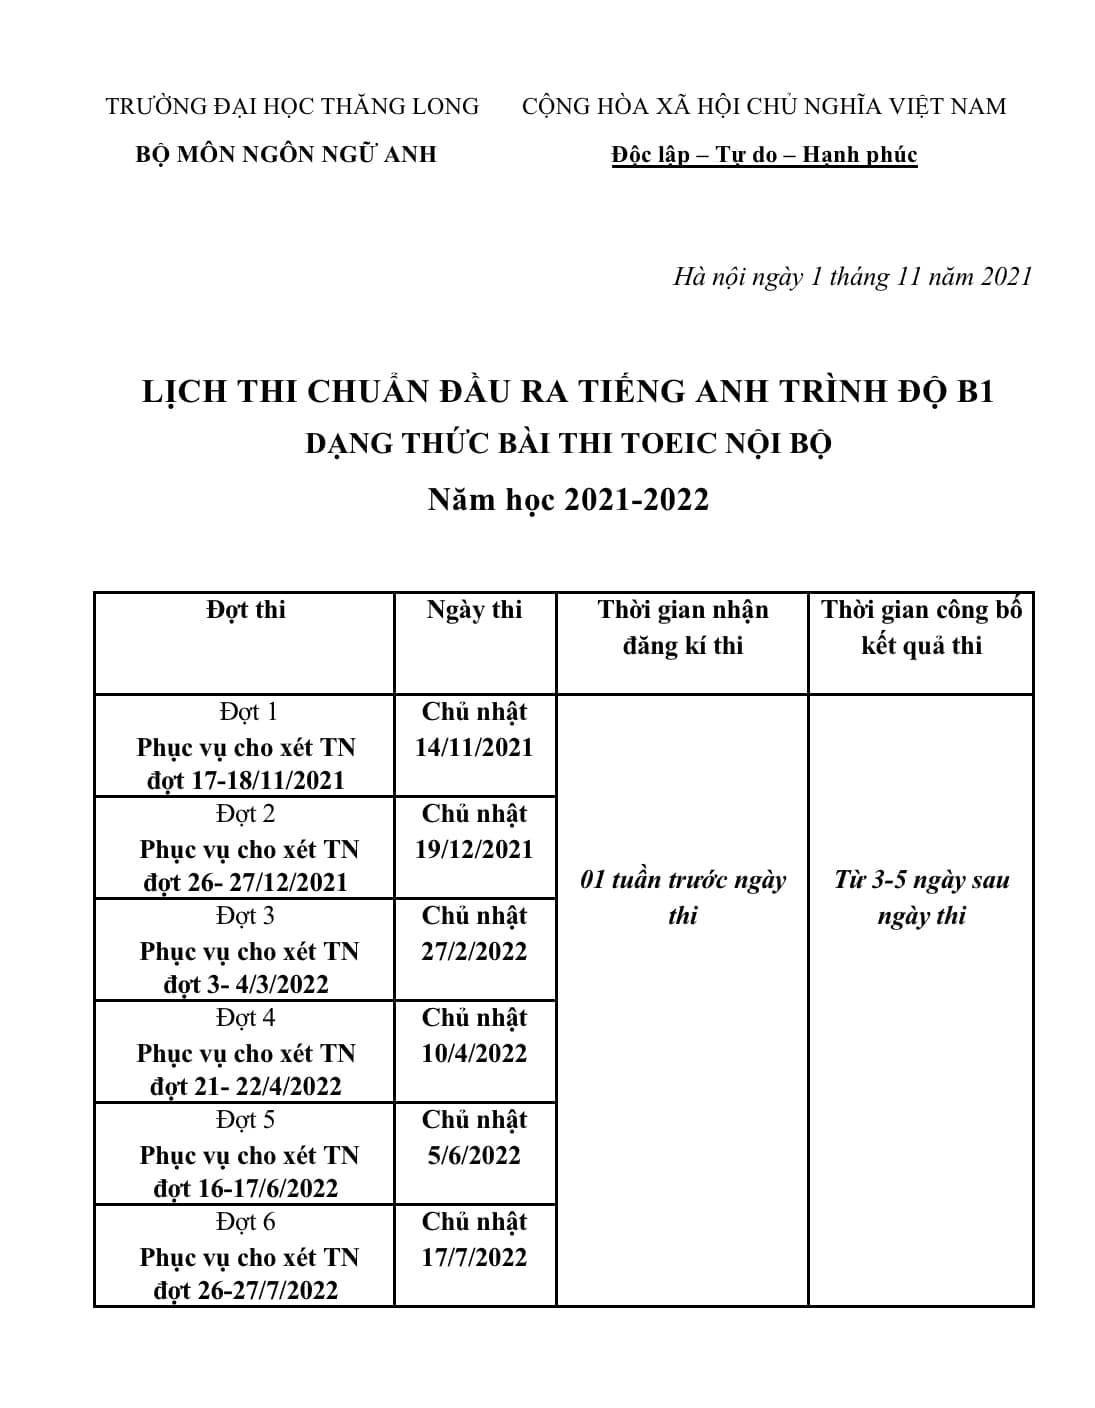 TRƯỜNG ĐẠI HỌC THĂNG LONG
BỘ MÔN NGÔN NGỮ ANH
CỘNG HÒA XÃ HỘI CHỦ NGHĨA VIỆT NAM
Độc lập – Tự do – Hạnh phúc
Hà nội ngày 1 tháng 11 năm 2021
LỊCH THI CHUẨN ĐẦU RA TIẾNG ANH TRÌNH ĐỘ B1
DẠNG THỨC BÀI THI TOEIC NỘI BỘ
Năm học 2021-2022
Đợt thi
Ngày thi
Thời gian nhận
đăng kí thi
Thời gian công bố
kết quả thi
Đợt 1
Phục vụ cho xét TN
đợt 17-18/11/2021
Chủ nhật
14/11/2021
01 tuần trước ngày
thi
Từ 3-5 ngày sau
ngày thi
Đợt 2
Phục vụ cho xét TN
đợt 26- 27/12/2021
Chủ nhật
19/12/2021
Đợt 3
Phục vụ cho xét TN
đợt 3- 4/3/2022
Chủ nhật
27/2/2022
Đợt 4
Phục vụ cho xét TN
đợt 21- 22/4/2022
Chủ nhật
10/4/2022
Đợt 5
Phục vụ cho xét TN
đợt 16-17/6/2022
Chủ nhật
5/6/2022
Đợt 6
Phục vụ cho xét TN
đợt 26-27/7/2022
Chủ nhật
17/7/2022